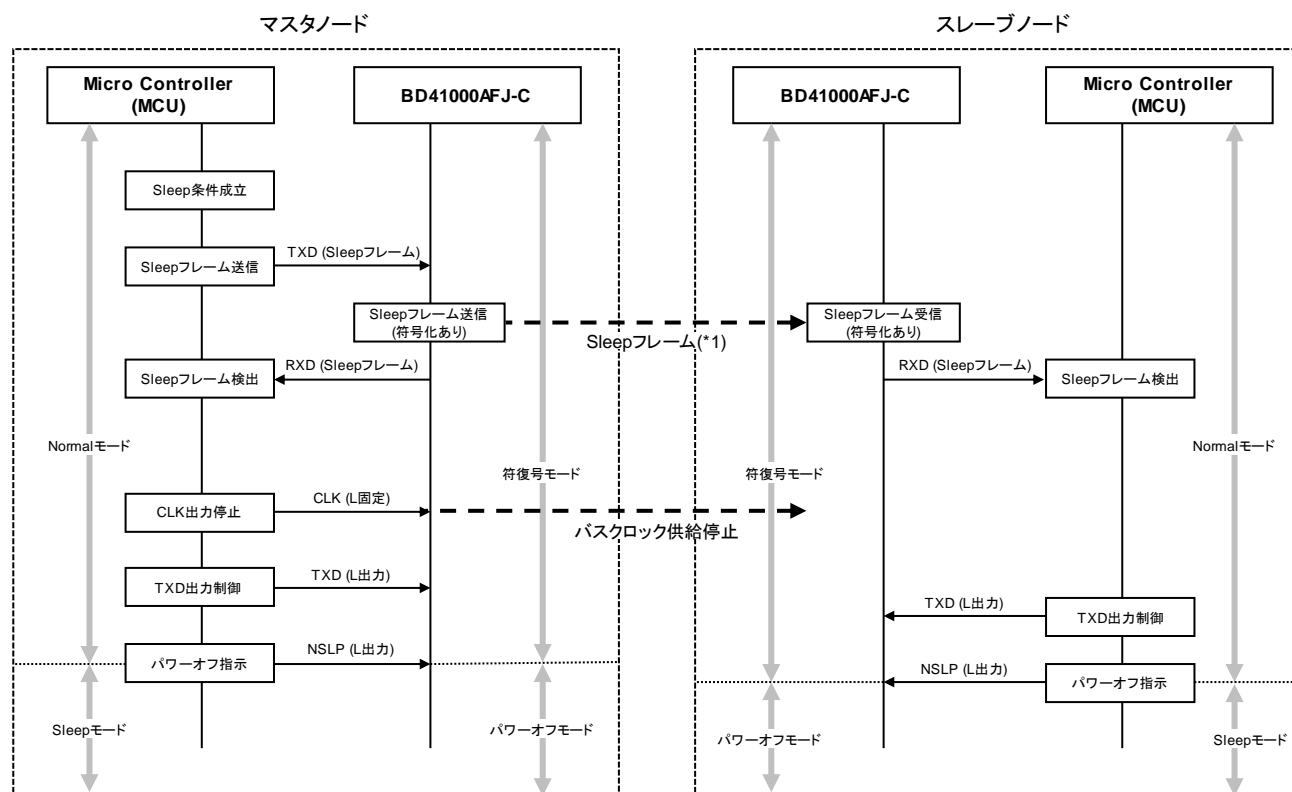 マスタノード
スレーブノード
Micro Controller
(MCU)
BD41000AFJ-C
BD41000AFJ-C
Micro Controller
(MCU)
Sleep条件成立
Sleepフレーム送信
TXD (Sleepフレーム)
Sleepフレーム送信
(符号化あり)
Sleepフレーム(*1)
Sleepフレーム受信
(符号化あり)
Sleepフレーム検出
RXD (Sleepフレーム)
RXD (Sleepフレーム)
Sleepフレーム検出
Normalモード
符復号モード
符復号モード
Normalモード
CLK出力停止
CLK (L固定)
バスクロック供給停止
TXD出力制御
TXD (L出力)
TXD (L出力)
TXD出力制御
パワーオフ指示
NSLP (L出力)
NSLP (L出力)
パワーオフ指示
Sleepモード
パワーオフモード
パワーオフモード
Sleepモード